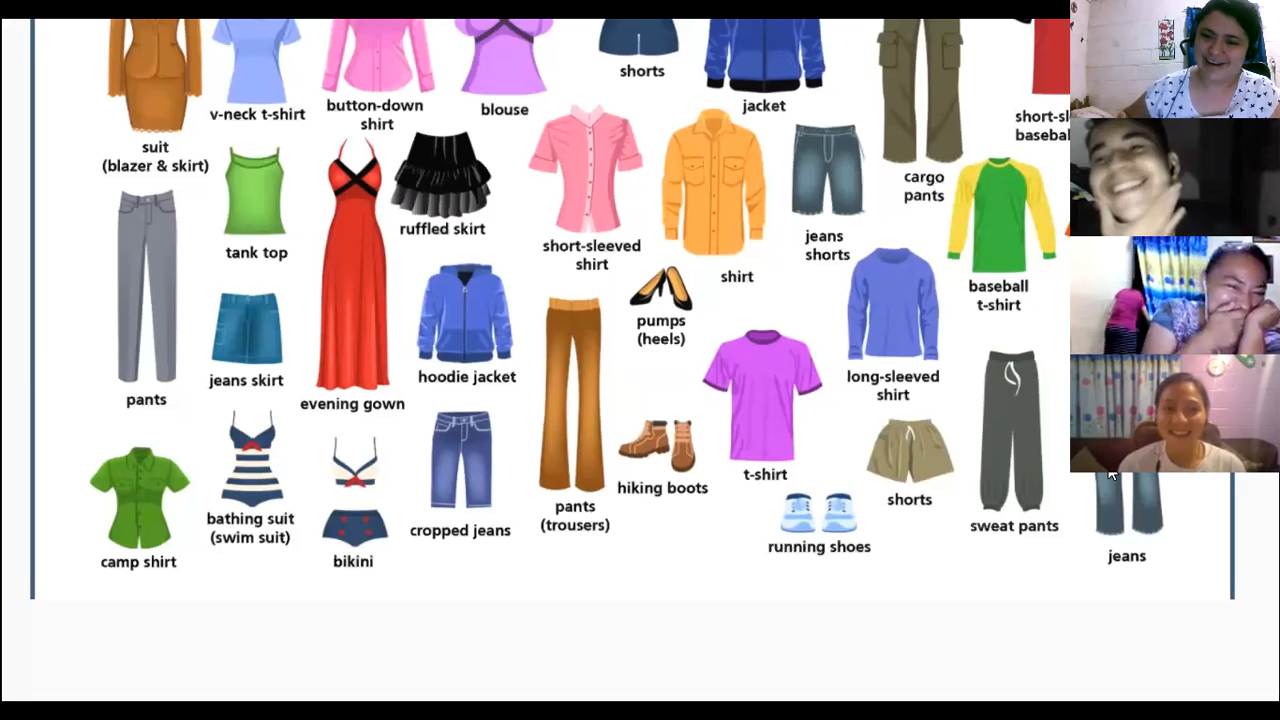 shorts
v-neck t-shirt
button-down
shirt
blouse
jacket
suit
(blazer & skirt)
cargo
pants
tank top
ruffled skirt
short-sleeved
shirt
shirt
jeans
shorts
baseball
t-shirt
pants
jeans skirt
evening gown
hoodie jacket
pumps
(heels)
long-sleeved
shirt
camp shirt
bathing suit
(swim suit)
bikini
cropped jeans
pants
(trousers)
hiking boots
t-shirt
running shoes
shorts
sweat pants
jeans